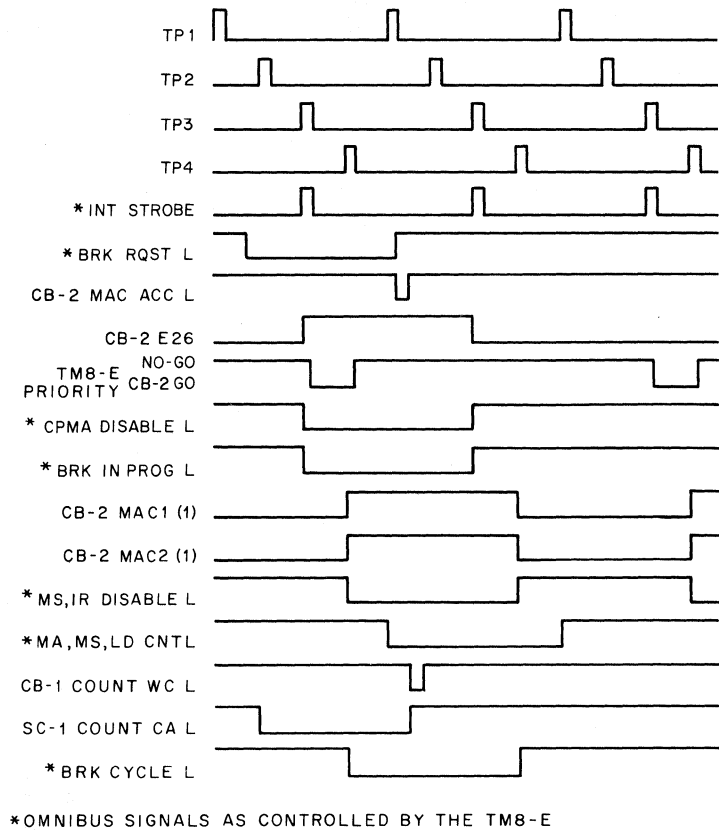 TP1
TP2
TP3
TP4
*INT STROBE
*BRK RQST L
CB-2 MAC ACC L
CB-2 E26
NO-GO
TM8-E
PRIORITY CB-2 GO
* CPMA DISABLE L
*BRK IN PROG L
CB-2 MAC1 (1)
CB-2 MAC2 (1)
*MS,IR DISABLE L
*MA,MS,LD CNTL
CB-1 COUNT WC L
SC-1 COUNT CA L
*BRK CYCLE L
*OMNIBUS SIGNALS AS CONTROLLED BY THE TM8-E